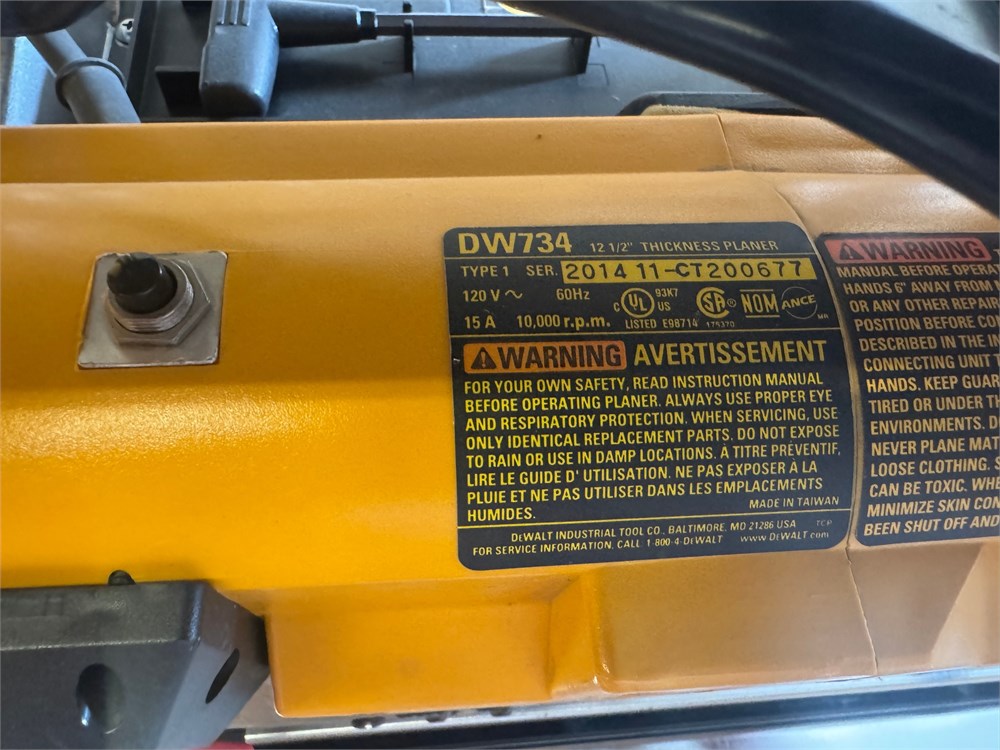 DW734 12 1/2" THICKNESS PLANER
TYPE 1 SER. 2014 11-CT200677
120 V ~ 60Hz C UL US 93K7 SA ® NOM ANCE
15 A 10,000 r.p.m. LISTED E98714 175370 MR
WARNING AVERTISSEMENT
FOR YOUR OWN SAFETY, READ INSTRUCTION MANUAL
BEFORE OPERATING PLANER. ALWAYS USE PROPER EYE
AND RESPIRATORY PROTECTION. WHEN SERVICING, USE
ONLY IDENTICAL REPLACEMENT PARTS. DO NOT EXPOSE
TO RAIN OR USE IN DAMP LOCATIONS. À TITRE PRÉVENTIF,
LIRE LE GUIDE D' UTILISATION. NE PAS EXPOSER À LA
PLUIE ET NE PAS UTILISER DANS LES EMPLACEMENTS
HUMIDES. MADE IN TAIWAN
DEWALT INDUSTRIAL TOOL CO., BALTIMORE, MD 21286 USA
FOR SERVICE INFORMATION, CALL 1-800-4-DEWALT www.DEWALT.com
WARNING
MANUAL BEFORE OPERA
HANDS 6" AWAY FROM
OR ANY OTHER REPAIR
POSITION BEFORE CO
DESCRIBED IN THE IN
CONNECTING UNIT T
HANDS. KEEP GUAR
TIRED OR UNDER TH
ENVIRONMENTS. D
NEVER PLANE MAT
LOOSE CLOTHING. S
CAN BE TOXIC. WHE
MINIMIZE SKIN CON
BEEN SHUT OFF AND